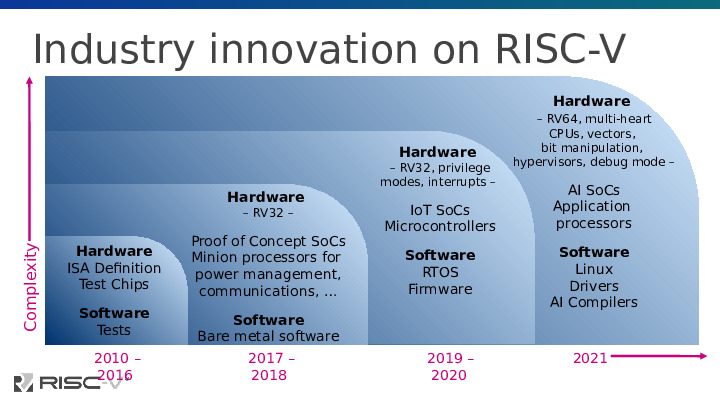 Industry innovation on RISC-V
Complexity
Hardware
ISA Definition
Test Chips
Software
Tests
Hardware
– RV32 –
Proof of Concept SoCs
Minion processors for
power management,
communications, …
Software
Bare metal software
Hardware
– RV32, privilege
modes, interrupts –
IoT SoCs
Microcontrollers
Software
RTOS
Firmware
Hardware
– RV64, multi-heart
CPUs, vectors,
bit manipulation,
hypervisors, debug mode –
AI SoCs
Application
processors
Software
Linux
Drivers
AI Compilers
2010 –
2016
2017 –
2018
2019 –
2020
2021
RISC-V